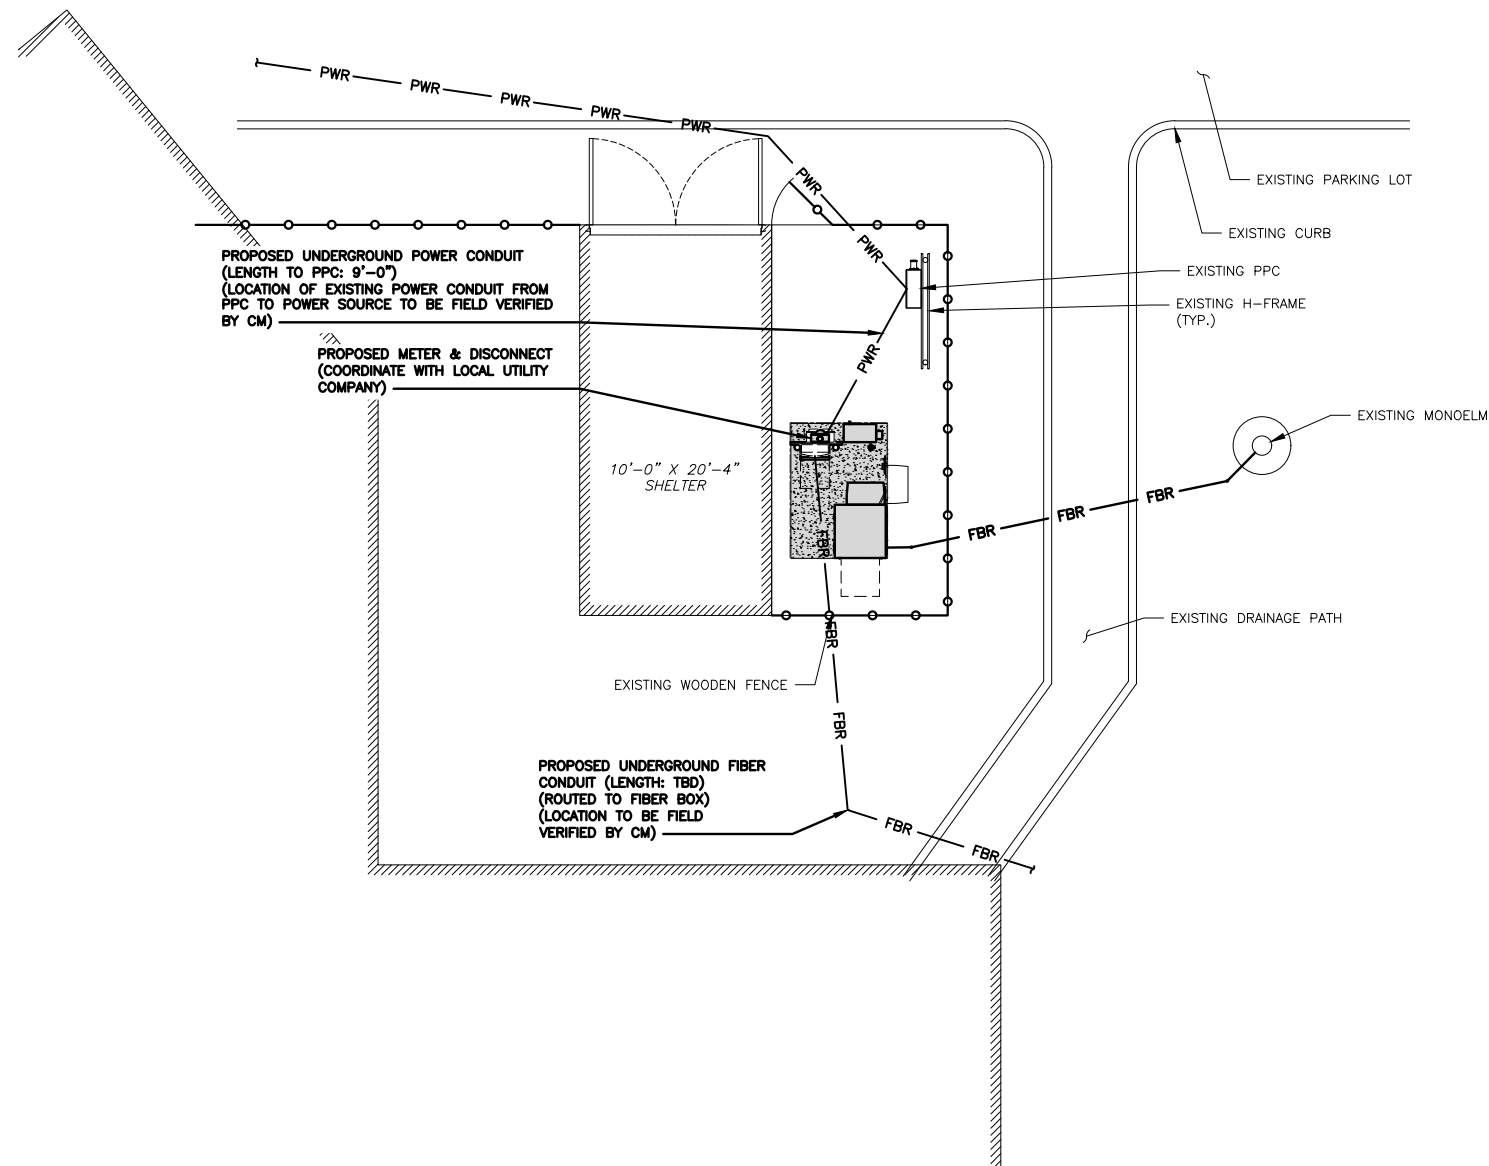 PWR
PWR
PWR
PWR
PWR
PWR
EXISTING PARKING LOT
EXISTING CURB
PWR
PROPOSED UNDERGROUND POWER CONDUIT
(LENGTH TO PPC: 9'-0")
(LOCATION OF EXISTING POWER CONDUIT FROM
PPC TO POWER SOURCE TO BE FIELD VERIFIED
BY CM)
EXISTING PPC
EXISTING H-FRAME
(TYP.)
PWR
PROPOSED METER & DISCONNECT
(COORDINATE WITH LOCAL UTILITY
COMPANY)
EXISTING MONOELM
10'-0" X 20'-4"
SHELTER
FBR
FBR
FBR
FBR
FBR
EXISTING DRAINAGE PATH
EXISTING WOODEN FENCE
FBR
PROPOSED UNDERGROUND FIBER
CONDUIT (LENGTH: TBD)
(ROUTED TO FIBER BOX)
(LOCATION TO BE FIELD
VERIFIED BY CM)
FBR
FBR